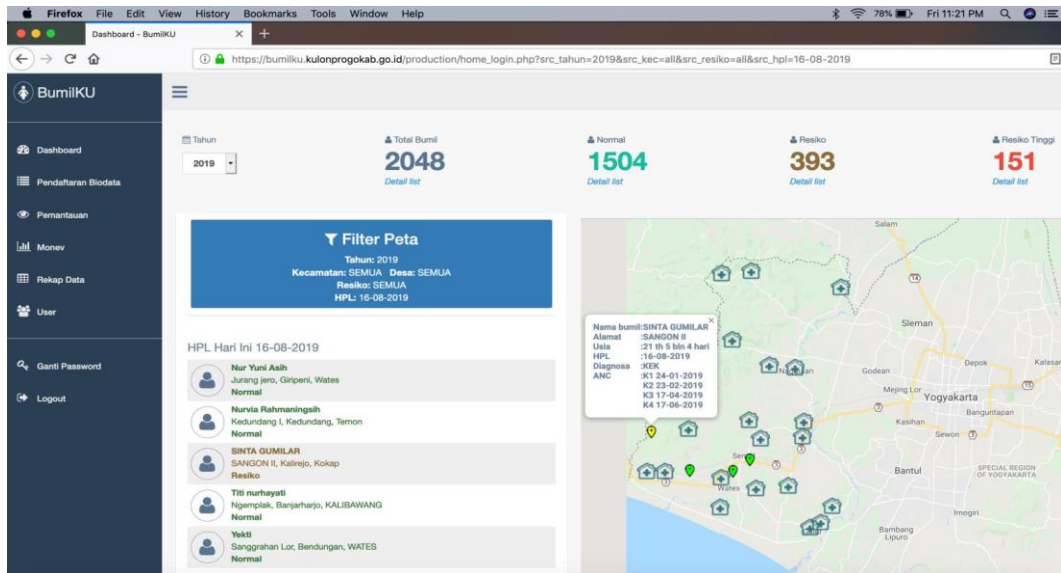 Firefox File Edit View History Bookmarks Tools Window Help 78% Fri 11:21 PM
Dashboard - BumilKU
https://bumilku.kulonprogokab.go.id/production/home_login.php?src_tahun=2019&src_kec=all&src_resiko=all&src_hpl=16-08-2019
BumilKU
Dashboard
Pendaftaran Biodata
Pemantauan
Monev
Rekap Data
User
Ganti Password
Logout
Tahun
2019
Total Bumil
2048
Detail list
Normal
1504
Detail list
Resiko
393
Detail list
Resiko Tinggi
151
Detail list
Filter Peta
Tahun: 2019
Kecamatan: SEMUA Desa: SEMUA
Resiko: SEMUA
HPL: 16-08-2019
HPL Hari Ini 16-08-2019
Nur Yuni Asih
Jurang jero, Giripeni, Wates
Normal
Nurvia Rahmaningsih
Kedundang I, Kedundang, Temon
Normal
SINTA GUMILAR
SANGON II, Kalirejo, Kokap
Resiko
Titi nurhayati
Ngemplak, Banjarharjo, KALIBAWANG
Normal
Yekti
Sanggrahan Lor, Bendungan, WATES
Normal
Nama bumil:SINTA GUMILAR
Alamat :SANGON II
Usia :21 th 5 bln 4 hari
HPL :16-08-2019
Diagnosa :KEK
ANC :K1 24-01-2019
K2 23-02-2019
K3 17-04-2019
K4 17-06-2019
Salam
14
Sleman
Depok
Kalasan
Godean
15
Mejing Lor
Yogyakarta
3
Banguntapan
Kasihan
Sewon
3
3
3
Bantul
SPECIAL REGION
OF YOGYAKARTA
3
Wates
Imogiri
Bambang
Lipuro